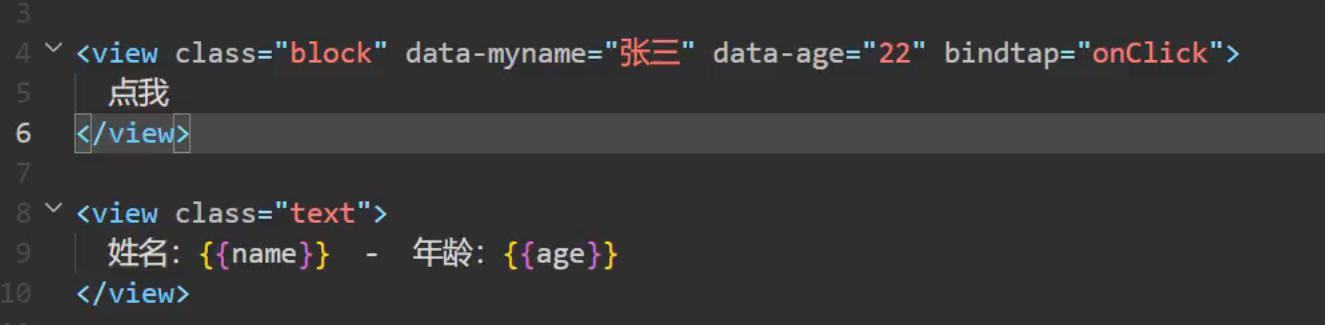 3
4 <view class="block" data-myname="张三" data-age="22" bindtap="onClick">
5 点我
6 </view>
7
8 <view class="text">
9 姓名：{{name}} - 年龄：{{age}}
10 </view>